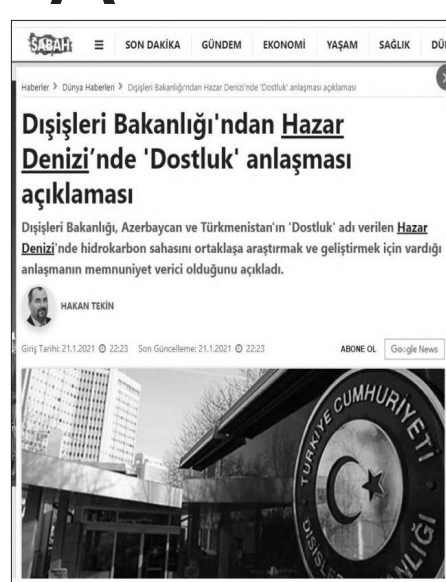 SABAH ☰ SON DAKİKA GÜNDEM EKONOMİ YAŞAM SAĞLIK
Haberler > Dünya Haberleri > Dışişleri Bakanlığı'ndan Hazar Denizi'nde 'Dostluk' anlaşması açıklaması
Dışişleri Bakanlığı'ndan Hazar
Denizi'nde 'Dostluk' anlaşması
açıklaması
Dışişleri Bakanlığı, Azerbaycan ve Türkmenistan'ın 'Dostluk' adı verilen Hazar
Denizi'nde hidrokarbon sahasını ortaklaşa araştırmak ve geliştirmek için vardığı
anlaşmanın memnuniyet verici olduğunu açıkladı.
HAKAN TEKİN
Giriş Tarihi: 21.1.2021 22:23 Son Güncelleme: 21.1.2021 22:23 ABONE OL Google News
TÜRKİYE CUMHURİYETİ